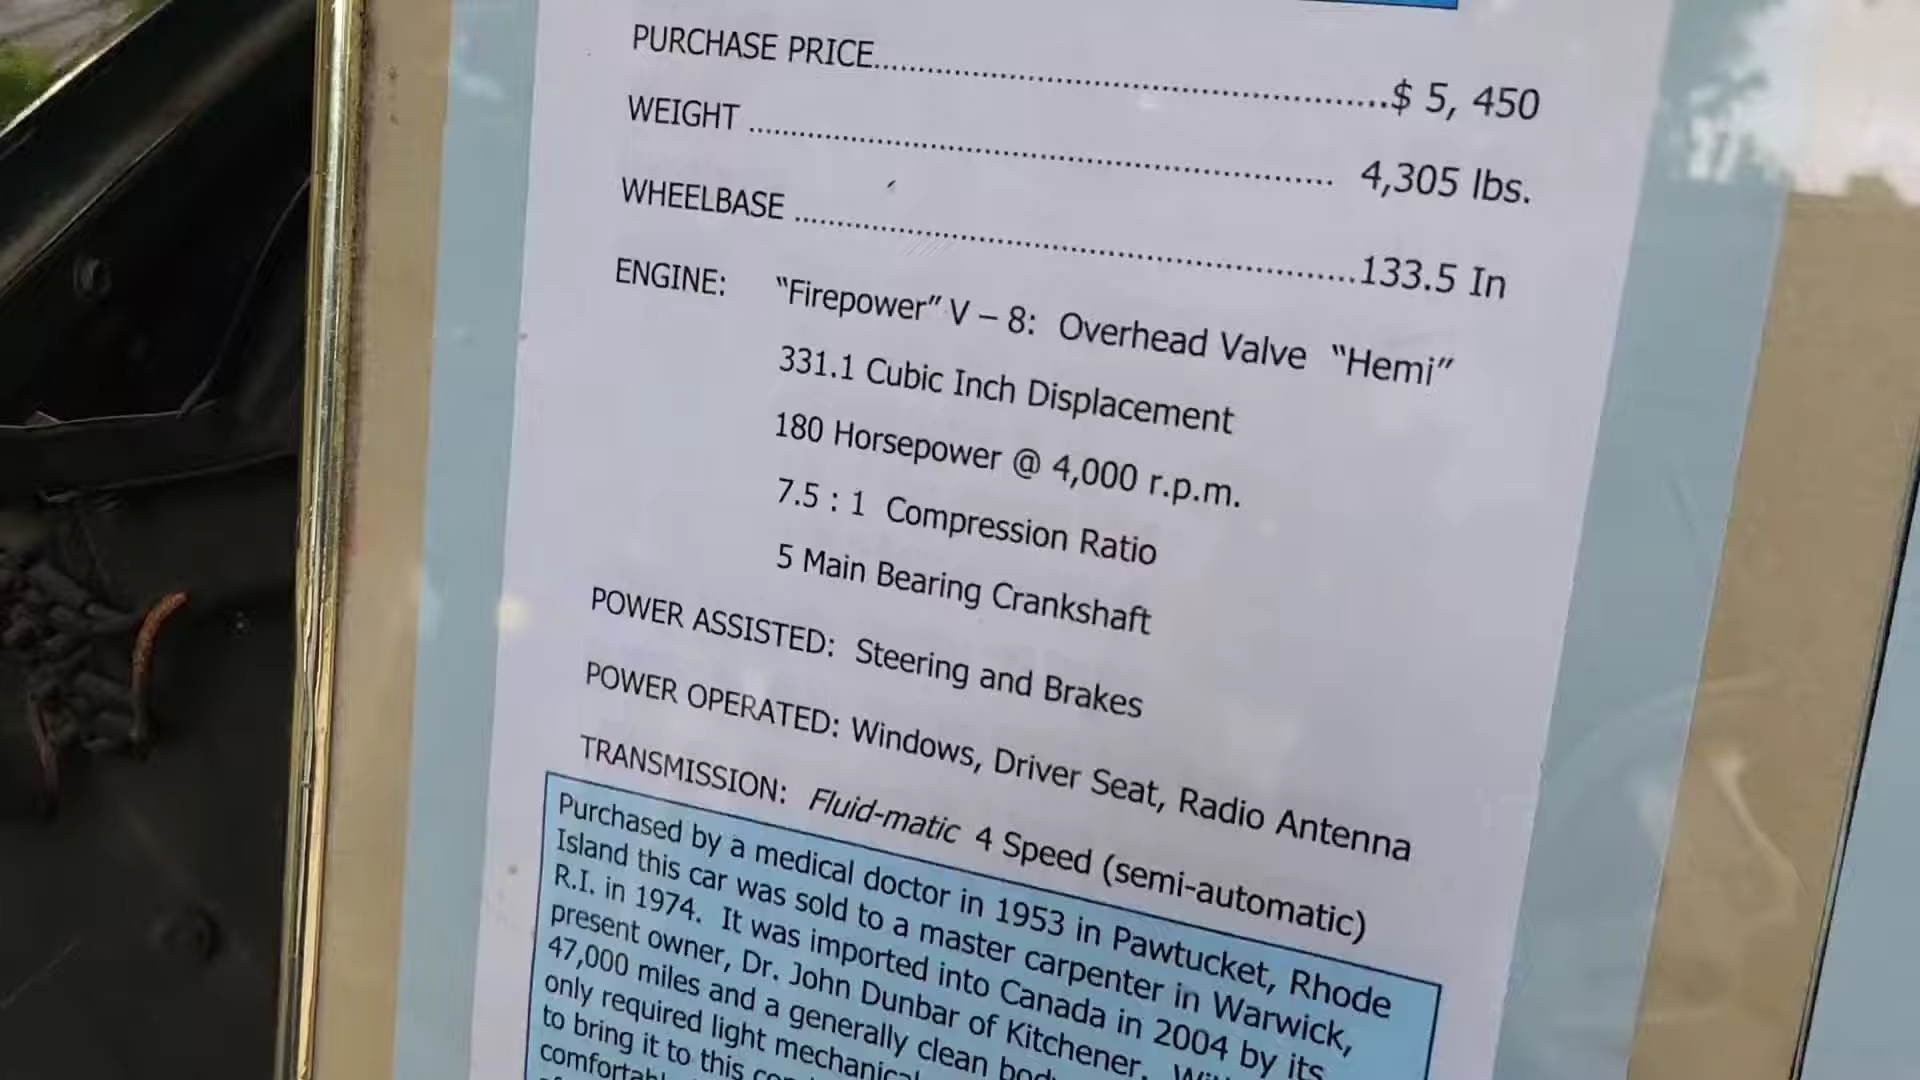 PURCHASE PRICE..........................................................$ 5, 450
WEIGHT .................................................................. 4,305 lbs.
WHEELBASE ..............................................................133.5 In
ENGINE: “Firepower” V – 8: Overhead Valve “Hemi”
331.1 Cubic Inch Displacement
180 Horsepower @ 4,000 r.p.m.
7.5 : 1 Compression Ratio
5 Main Bearing Crankshaft
POWER ASSISTED: Steering and Brakes
POWER OPERATED: Windows, Driver Seat, Radio Antenna
TRANSMISSION: Fluid-matic 4 Speed (semi-automatic)
Purchased by a medical doctor in 1953 in Pawtucket, Rhode
Island this car was sold to a master carpenter in Warwick,
R.I. in 1974. It was imported into Canada in 2004 by its
present owner, Dr. John Dunbar of Kitchener.
47,000 miles and a generally clean
only required light
to bring it to this